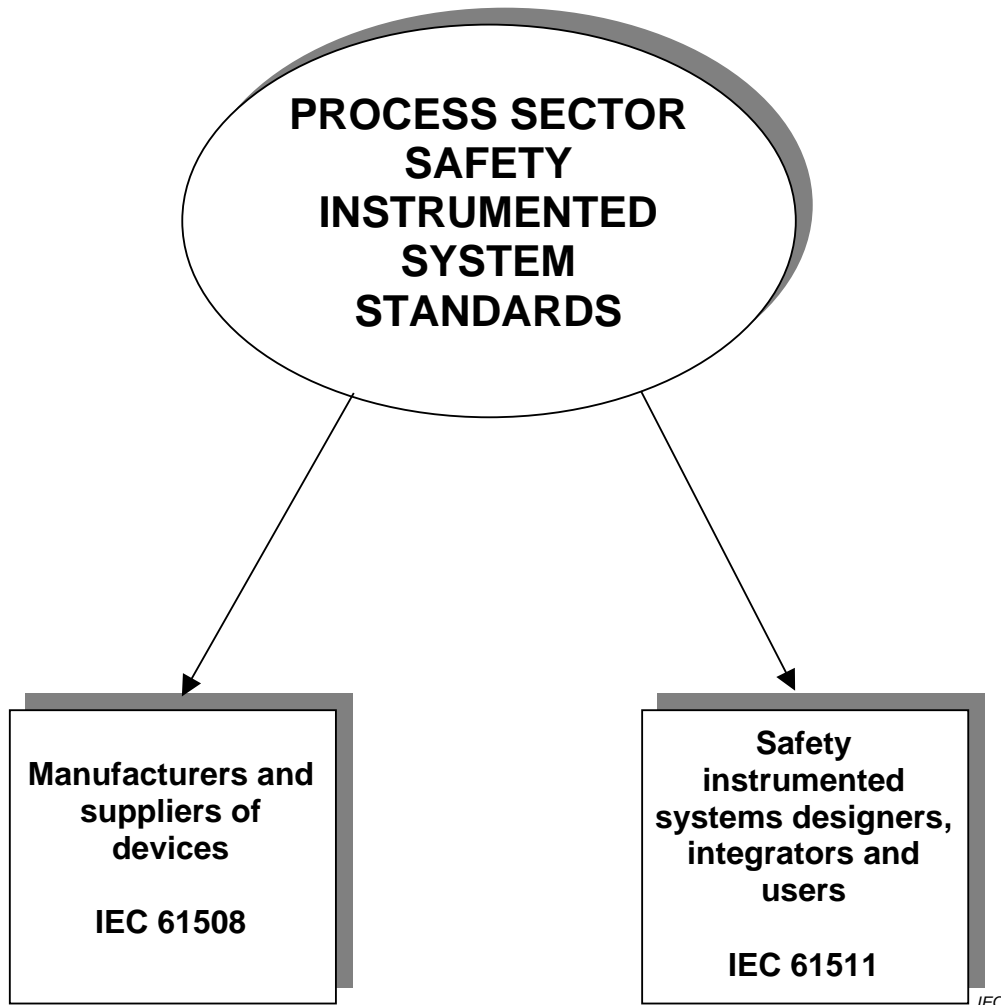 PROCESS SECTOR
SAFETY
INSTRUMENTED
SYSTEM
STANDARDS
Manufacturers and
suppliers of
devices
IEC 61508
Safety
instrumented
systems designers,
integrators and
users
IEC 61511
IEC